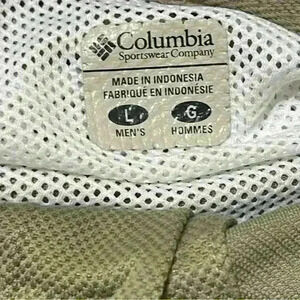 Columbia
Sportswear Company
MADE IN INDONESIA
FABRIQUÉ EN INDONÉSIE
L G
MEN'S HOMMES